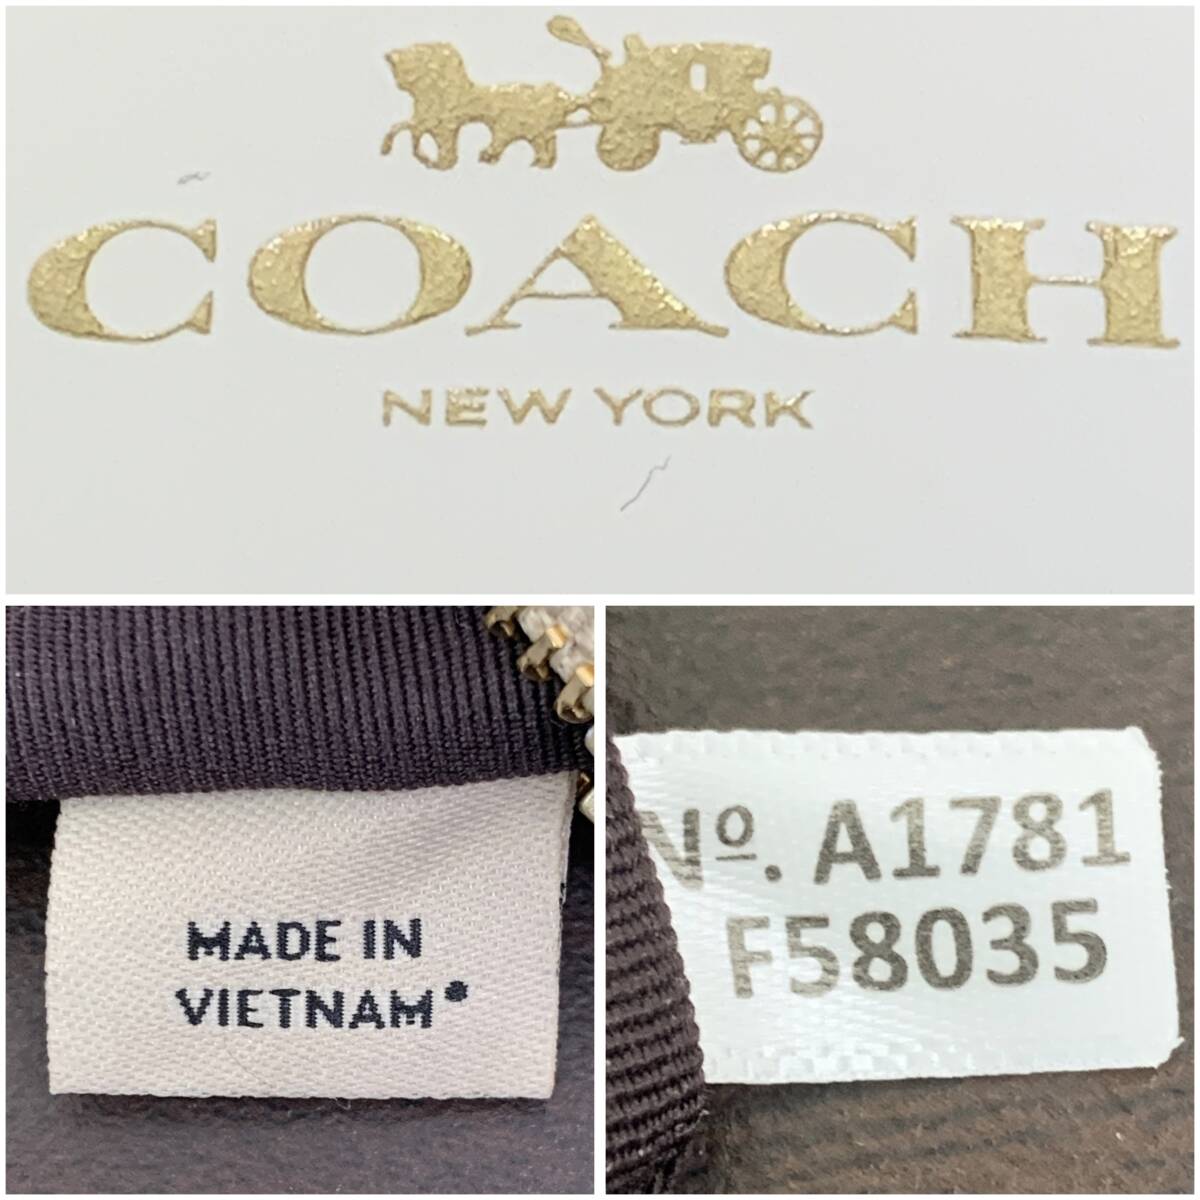 COACH
NEW YORK
MADE IN
VIETNAM
Nº. A1781
F58035